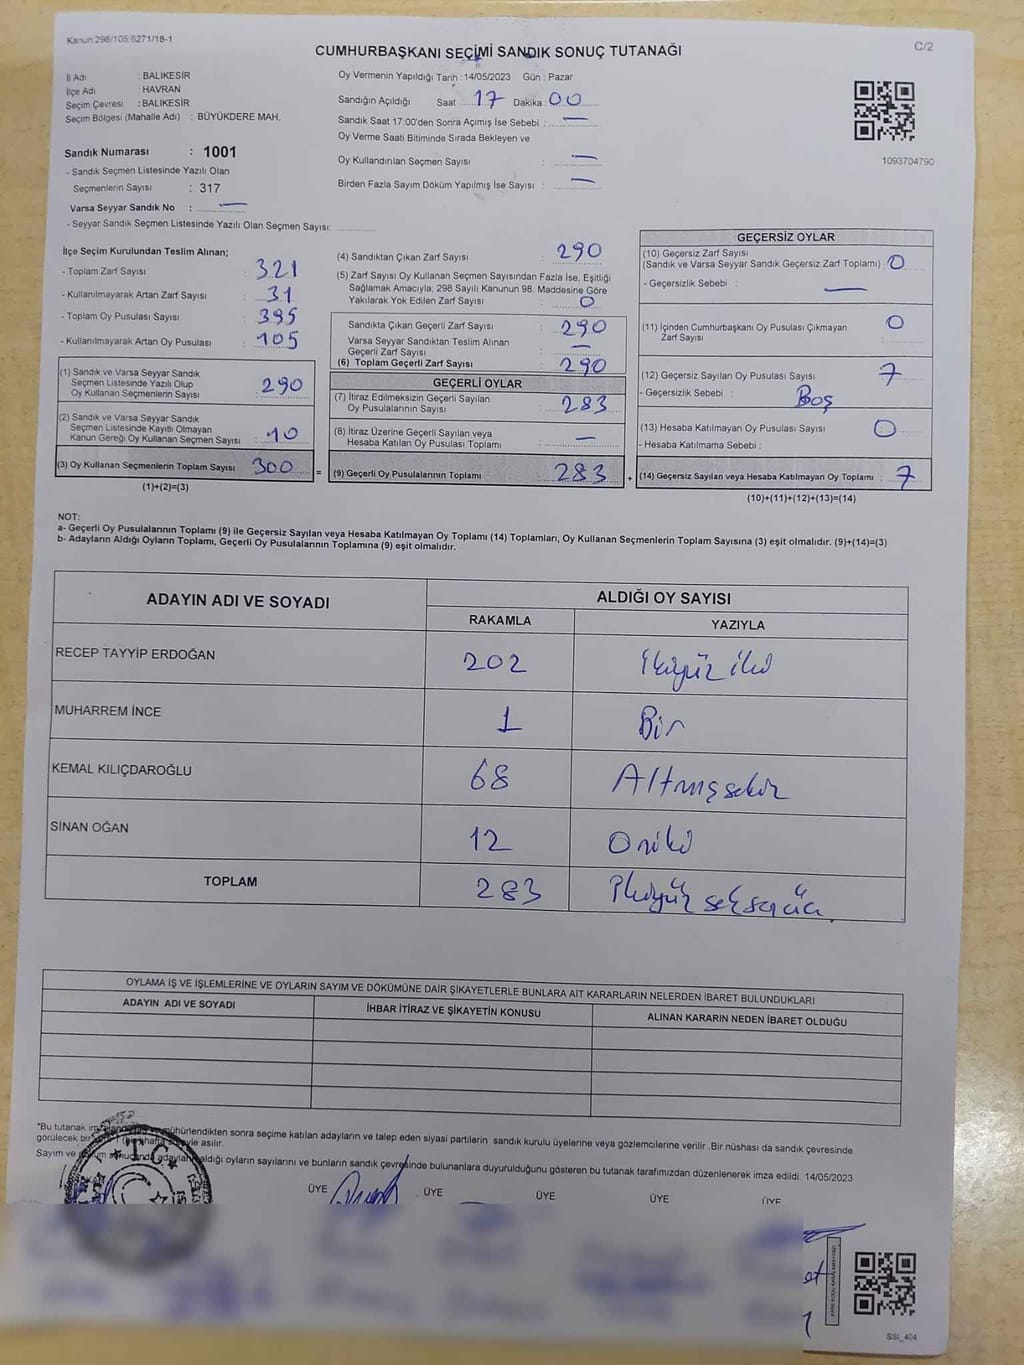 Kanun:298/105:6271/18-1
C/2
CUMHURBAŞKANI SEÇİMİ SANDIK SONUÇ TUTANAĞI
İl Adı : BALIKESİR
İlçe Adı : HAVRAN
Seçim Çevresi : BALIKESİR
Seçim Bölgesi (Mahalle Adı) : BÜYÜKDERE MAH.
Sandık Numarası : 1001
- Sandık Seçmen Listesinde Yazılı Olan
Seçmenlerin Sayısı : 317
Varsa Seyyar Sandık No : —
- Seyyar Sandık Seçmen Listesinde Yazılı Olan Seçmen Sayısı:
Oy Vermenin Yapıldığı Tarih : 14/05/2023 Gün : Pazar
Sandığın Açıldığı Saat : 17 Dakika : 00
Sandık Saat 17:00'den Sonra Açımış İse Sebebi : —
Oy Verme Saati Bitiminde Sırada Bekleyen ve
Oy Kullandırılan Seçmen Sayısı : —
Birden Fazla Sayım Döküm Yapılmış İse Sayısı : —
1093704790
İlçe Seçim Kurulundan Teslim Alınan;
- Toplam Zarf Sayısı : 321
- Kullanılmayarak Artan Zarf Sayısı : 31
- Toplam Oy Pusulası Sayısı : 395
- Kullanılmayarak Artan Oy Pusulası : 105
(1) Sandık ve Varsa Seyyar Sandık
Seçmen Listesinde Yazılı Olup
Oy Kullanan Seçmenlerin Sayısı : 290
(2) Sandık ve Varsa Seyyar Sandık
Seçmen Listesinde Kayıtlı Olmayan
Kanun Gereği Oy Kullanan Seçmen Sayısı : 10
(3) Oy Kullanan Seçmenlerin Toplam Sayısı 300
(1)+(2)=(3)
=
(4) Sandıktan Çıkan Zarf Sayısı : 290
(5) Zarf Sayısı Oy Kullanan Seçmen Sayısından Fazla İse, Eşitliği
Sağlamak Amacıyla, 298 Sayılı Kanunun 98. Maddesine Göre
Yakılarak Yok Edilen Zarf Sayısı : 0
Sandıkta Çıkan Geçerli Zarf Sayısı : 290
Varsa Seyyar Sandıktan Teslim Alınan
Geçerli Zarf Sayısı : —
(6) Toplam Geçerli Zarf Sayısı : 290
GEÇERLİ OYLAR
(7) İtiraz Edilmeksizin Geçerli Sayılan
Oy Pusulalarının Sayısı : 283
(8) İtiraz Üzerine Geçerli Sayılan veya
Hesaba Katılan Oy Pusulası Toplamı : —
(9) Geçerli Oy Pusulalarının Toplamı : 283
+
GEÇERSİZ OYLAR
(10) Geçersiz Zarf Sayısı
(Sandık ve Varsa Seyyar Sandık Geçersiz Zarf Toplamı) : 0
- Geçersizlik Sebebi : —
(11) İçinden Cumhurbaşkanı Oy Pusulası Çıkmayan
Zarf Sayısı : 0
(12) Geçersiz Sayılan Oy Pusulası Sayısı : 7
- Geçersizlik Sebebi : Boş
(13) Hesaba Katılmayan Oy Pusulası Sayısı : 0
- Hesaba Katılmama Sebebi :
(14) Geçersiz Sayılan veya Hesaba Katılmayan Oy Toplamı : 7
(10)+(11)+(12)+(13)=(14)
NOT:
a- Geçerli Oy Pusulalarının Toplamı (9) ile Geçersiz Sayılan veya Hesaba Katılmayan Oy Toplamı (14) Toplamları, Oy Kullanan Seçmenlerin Toplam Sayısına (3) eşit olmalıdır. (9)+(14)=(3)
b- Adayların Aldığı Oyların Toplamı, Geçerli Oy Pusulalarının Toplamına (9) eşit olmalıdır.
ADAYIN ADI VE SOYADI ALDIĞI OY SAYISI
RAKAMLA YAZIYLA
RECEP TAYYİP ERDOĞAN 202 İkiyüz iki
MUHARREM İNCE 1 Bir
KEMAL KILIÇDAROĞLU 68 Altmışsekiz
SİNAN OĞAN 12 Oniki
TOPLAM 283 İkiyüz seksenüç
OYLAMA İŞ VE İŞLEMLERİNE VE OYLARIN SAYIM VE DÖKÜMÜNE DAİR ŞİKAYETLERLE BUNLARA AİT KARARLARIN NELERDEN İBARET BULUNDUKLARI
ADAYIN ADI VE SOYADI İHBAR İTİRAZ VE ŞİKAYETİN KONUSU ALINAN KARARIN NEDEN İBARET OLDUĞU
*Bu tutanak mühürlendikten sonra seçime katılan adayların ve talep eden siyasi partilerin sandık kurulu üyelerine veya gözlemcilerine verilir .Bir nüshası da sandık çevresinde
görülecek bir asılır.
Sayım ve aldığı oyların sayılarını ve bunların sandık çevresinde bulunanlara duyurulduğunu gösteren bu tutanak tarafımızdan düzenlenerek imza edildi. 14/05/2023
T.C.
ÜYE ÜYE ÜYE ÜYE ÜYE
SSİ_404